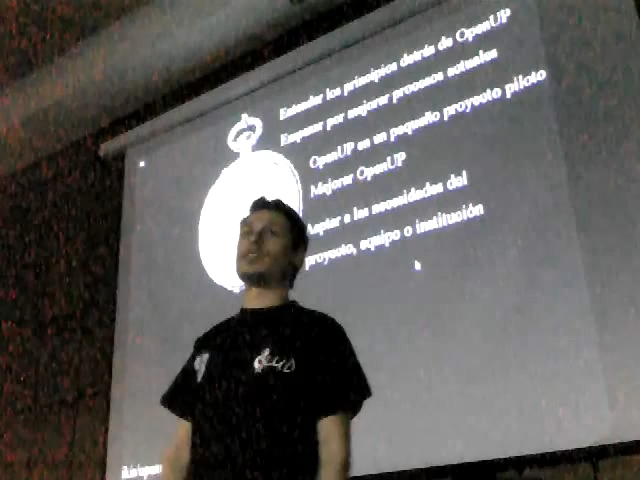 Entender los principios detrás de OpenUP
Empezar por mejorar procesos actuales
OpenUP en un pequeño proyecto piloto
Mejorar OpenUP
Aaptar a las necesidades del
proyecto, equipo o institución